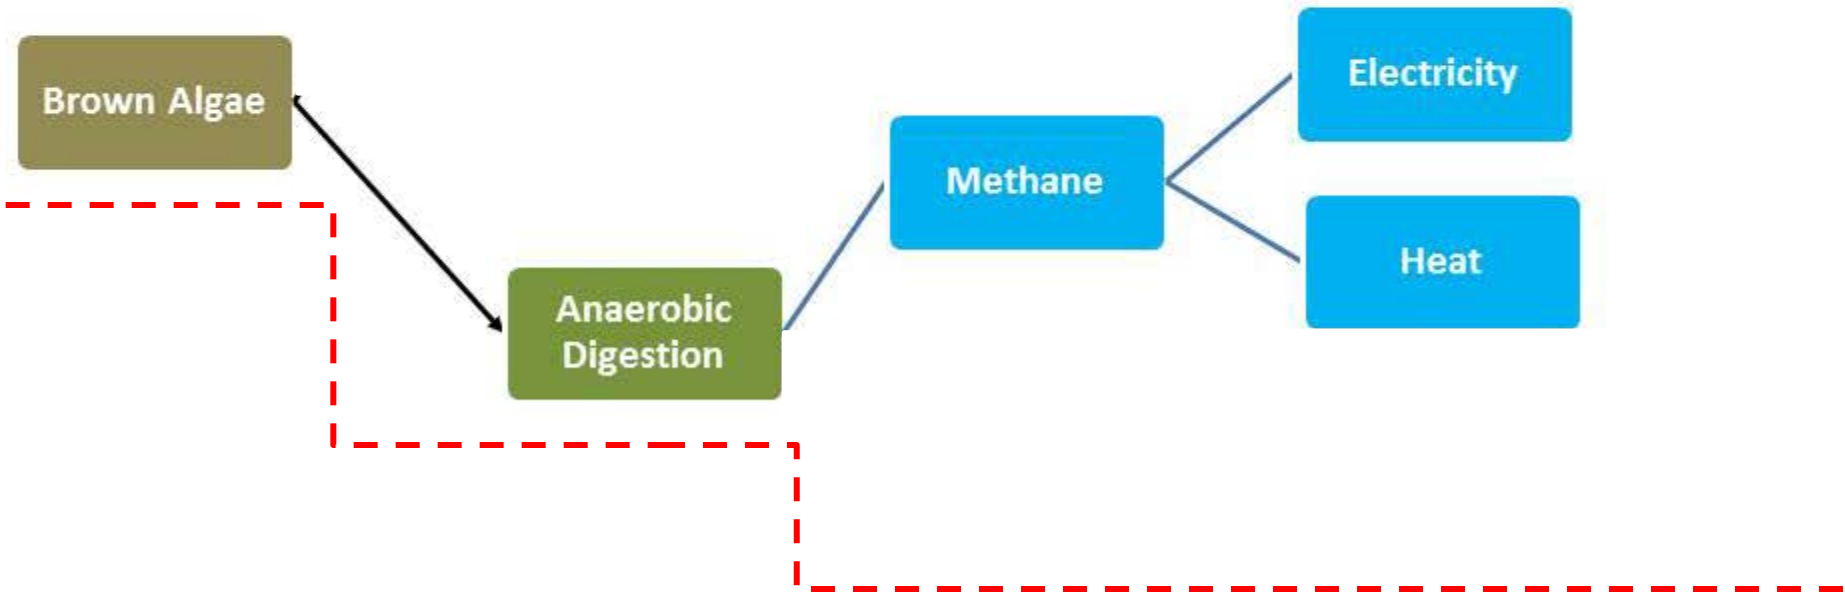 Brown Algae
Anaerobic
Digestion
Methane
Electricity
Heat